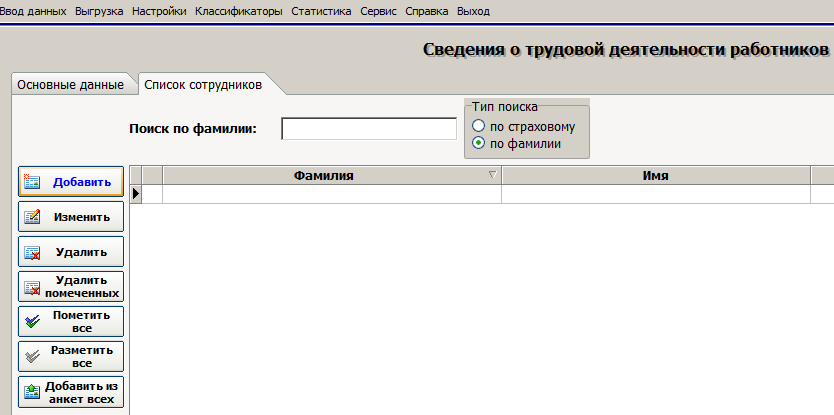 Ввод данных Выгрузка Настройки Классификаторы Статистика Сервис Справка Выход
Сведения о трудовой деятельности работников
Основные данные Список сотрудников
Поиск по фамилии:
Тип поиска
по страховому
по фамилии
Фамилия Имя
Добавить
Изменить
Удалить
Удалить
помеченных
Пометить
все
Разметить
все
Добавить из
анкет всех